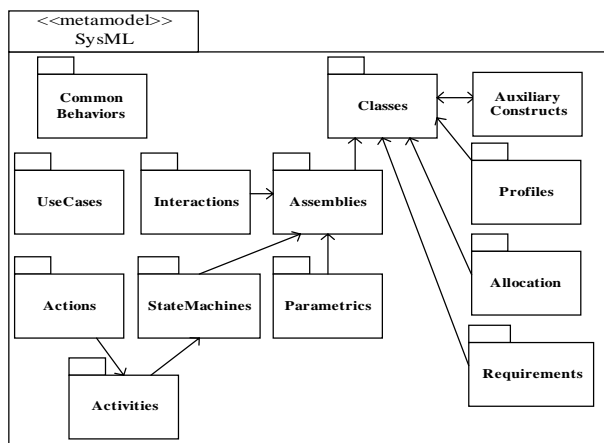 <<metamodel>>
SysML
Common
Behaviors
Classes
Auxiliary
Constructs
UseCases
Interactions
Assemblies
Profiles
Actions
StateMachines
Parametrics
Allocation
Activities
Requirements